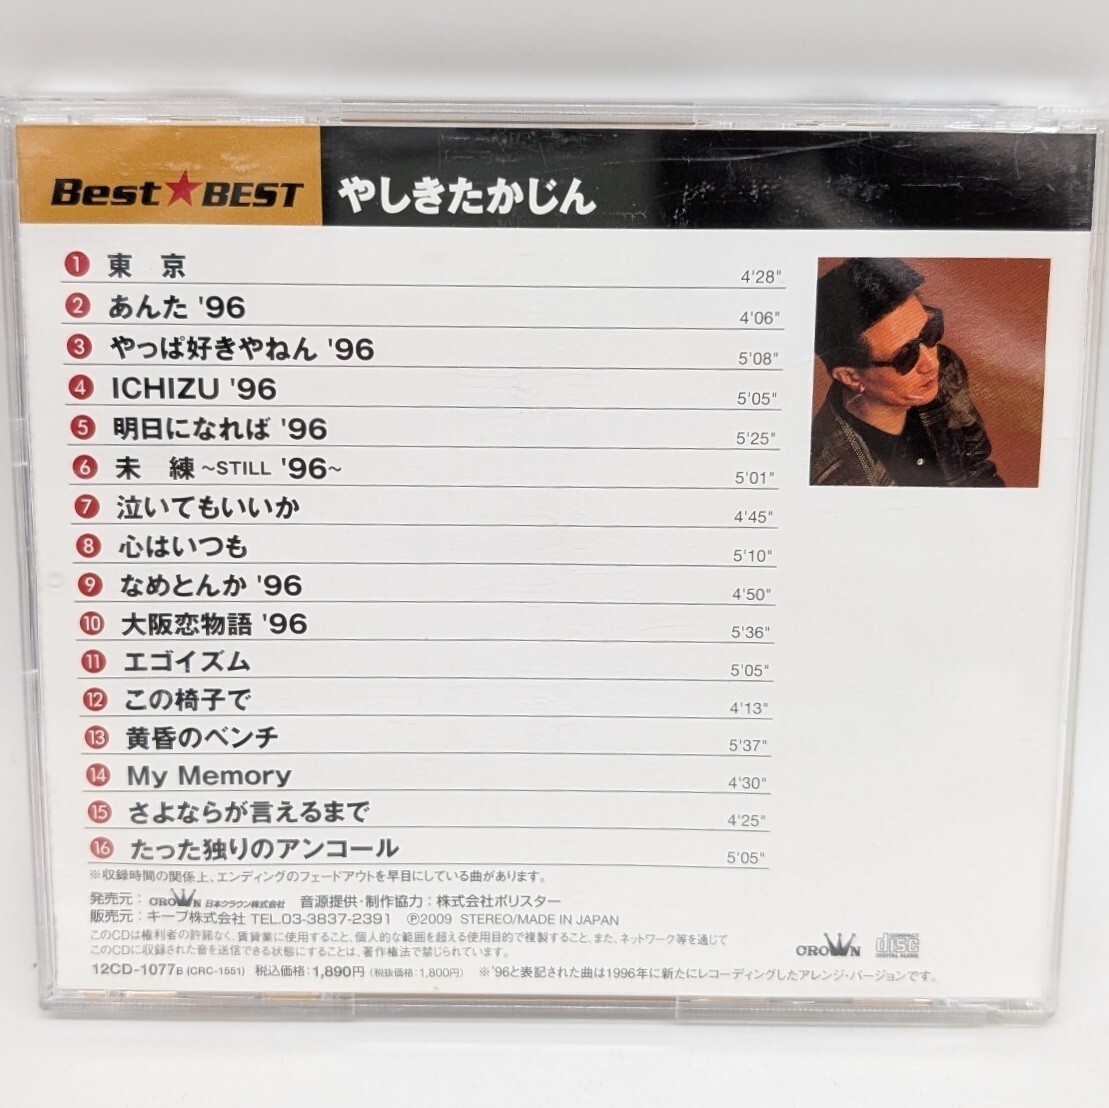 Best★BEST やしきたかじん
1 東 京 4'28"
2 あんた '96 4'06"
3 やっぱ好きやねん '96 5'08"
4 ICHIZU '96 5'05"
5 明日になれば '96 5'25"
6 未 練 ~STILL '96~ 5'01"
7 泣いてもいいか 4'45"
8 心はいつも 5'10"
9 なめとんか '96 4'50"
10 大阪恋物語 '96 5'36"
11 エゴイズム 5'05"
12 この椅子で 4'13"
13 黄昏のベンチ 5'37"
14 My Memory 4'30"
15 さよならが言えるまで 4'25"
16 たった独りのアンコール 5'05"
※収録時間の関係上、エンディングのフェードアウトを早目にしている曲があります。
発売元：CROWN 日本クラウン株式会社 音源提供・制作協力：株式会社ポリスター
販売元：キープ株式会社 TEL.03-3837-2391 ℗2009 STEREO/MADE IN JAPAN
このCDは権利者の許諾なく、賃貸業に使用すること、個人的な範囲を超える使用目的で複製すること、また、ネットワーク等を通じて
このCDに収録された音を送信できる状態にすることは、著作権法で禁じられています。
CROWN COMPACT disc DIGITAL AUDIO
12CD-1077B (CRC-1551) 税込価格：1,890円（税抜価格：1,800円） ※'96と表記された曲は1996年に新たにレコーディングしたアレンジ・バージョンです。